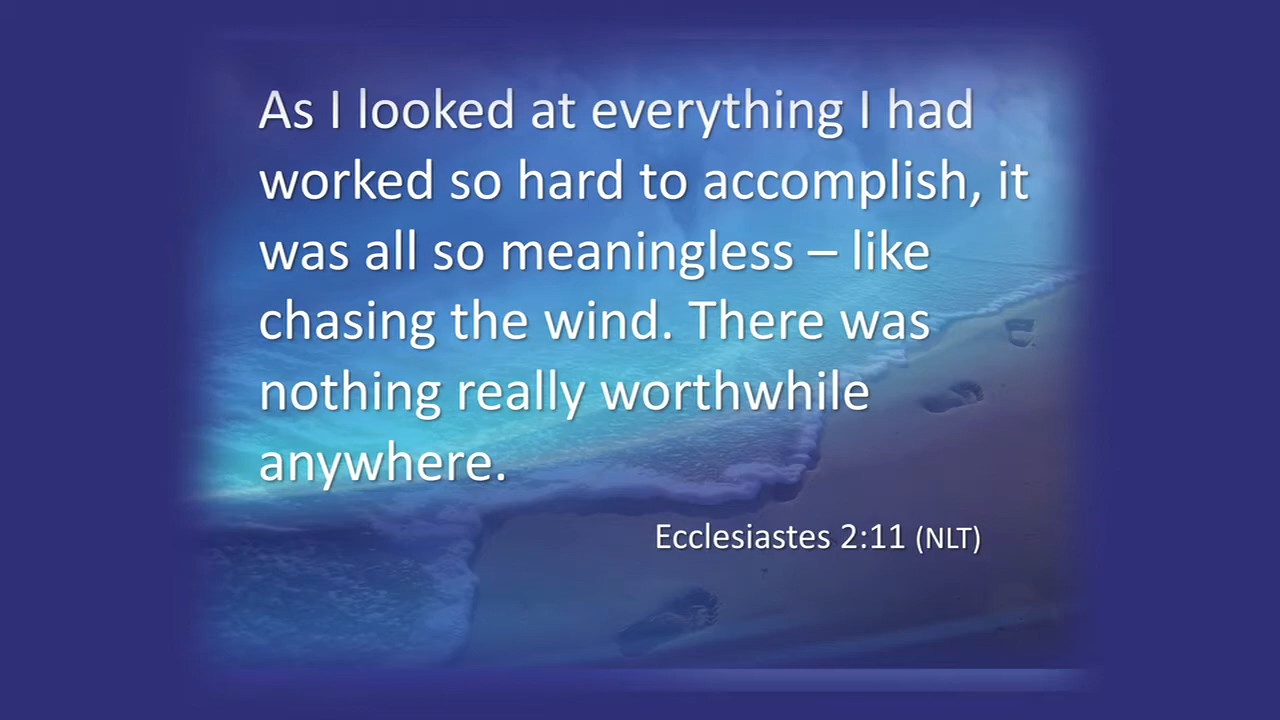 As I looked at everything I had
worked so hard to accomplish, it
was all so meaningless – like
chasing the wind. There was
nothing really worthwhile
anywhere.
Ecclesiastes 2:11 (NLT)